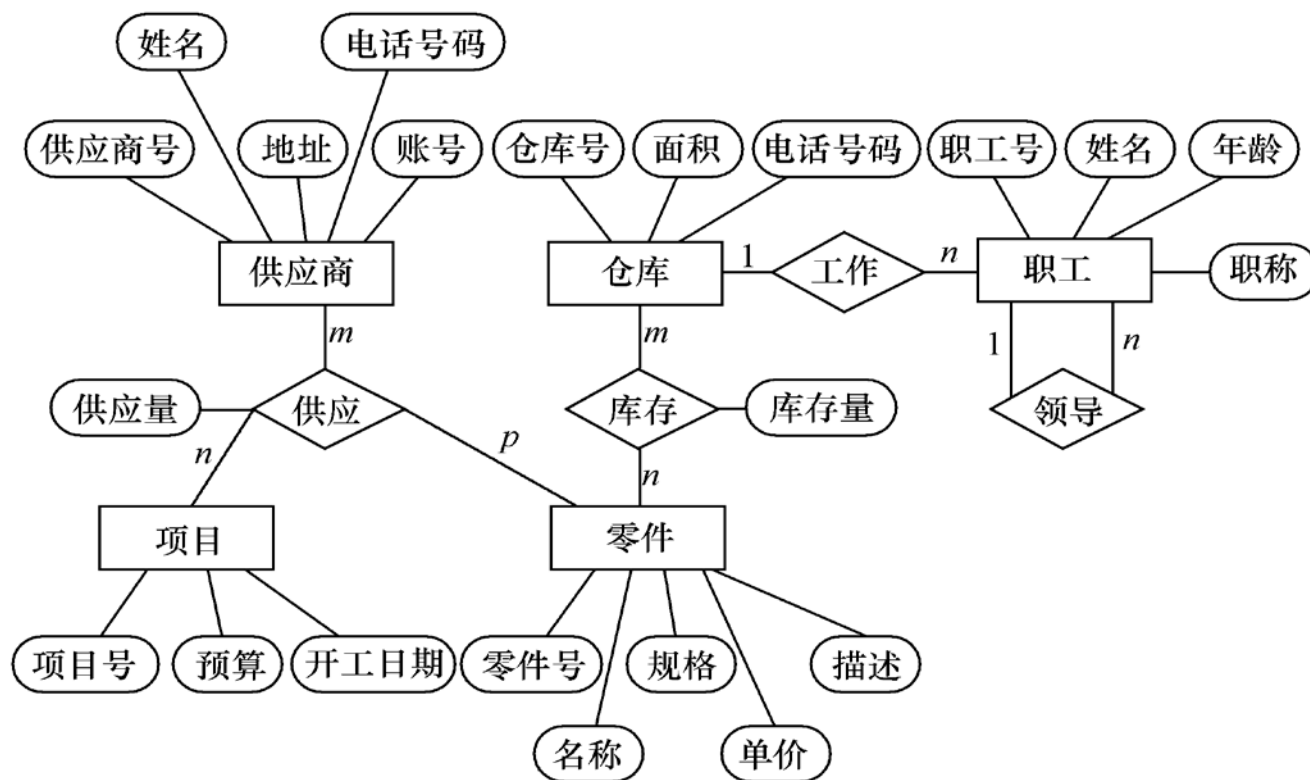 姓名
电话号码
供应商号
地址
账号
仓库号
面积
电话号码
职工号
姓名
年龄
供应商
仓库
1
工作
n
职工
职称
m
m
1
n
供应量
供应
库存
库存量
领导
n
p
n
项目
零件
项目号
预算
开工日期
零件号
规格
描述
名称
单价